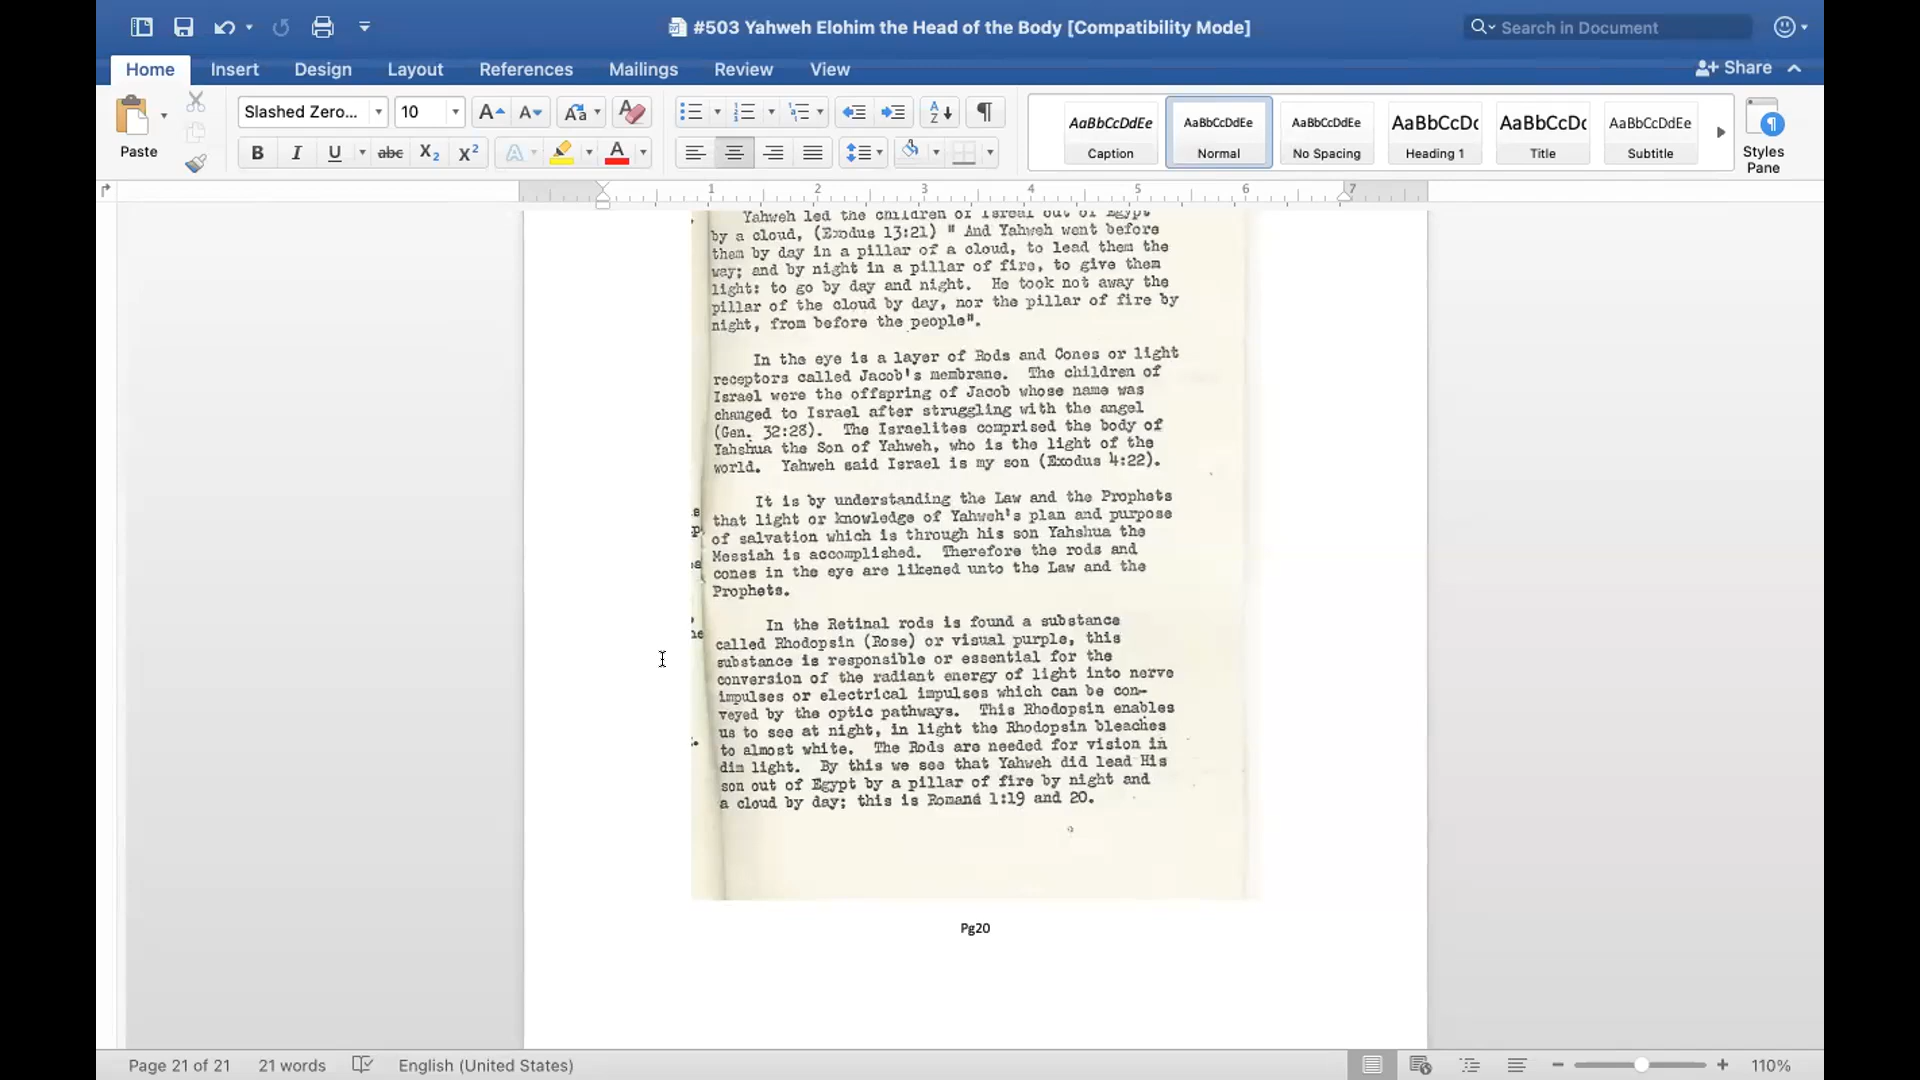 #503 Yahweh Elohim the Head of the Body [Compatibility Mode]
Search in Document
Home Insert Design Layout References Mailings Review View
Share
Paste
Slashed Zero... 10
AaBbCcDdEe AaBbCcDdEe AaBbCcDdEe AaBbCcDc AaBbCcDc AaBbCcDdEe
Caption Normal No Spacing Heading 1 Title Subtitle
Styles
Pane
1 2 3 4 5 6 7
Yahweh led the children of Isreal out of Egypt
by a cloud, (Exodus 13:21) " And Yahweh went before
them by day in a pillar of a cloud, to lead them the
way; and by night in a pillar of fire, to give them
light: to go by day and night. He took not away the
pillar of the cloud by day, nor the pillar of fire by
night, from before the people".
In the eye is a layer of Rods and Cones or light
receptors called Jacob's membrane. The children of
Israel were the offspring of Jacob whose name was
changed to Israel after struggling with the angel
(Gen. 32:28). The Israelites comprised the body of
Yahshua the Son of Yahweh, who is the light of the
world. Yahweh said Israel is my son (Exodus 4:22).
It is by understanding the Law and the Prophets
that light or knowledge of Yahweh's plan and purpose
of salvation which is through his son Yahshua the
Messiah is accomplished. Therefore the rods and
cones in the eye are likened unto the Law and the
Prophets.
In the Retinal rods is found a substance
called Rhodopsin (Rose) or visual purple, this
substance is responsible or essential for the
conversion of the radiant energy of light into nerve
impulses or electrical impulses which can be con-
veyed by the optic pathways. This Rhodopsin enables
us to see at night, in light the Rhodopsin bleaches
to almost white. The Rods are needed for vision in
dim light. By this we see that Yahweh did lead His
son out of Egypt by a pillar of fire by night and
a cloud by day; this is Romans 1:19 and 20.
Pg20
Page 21 of 21 21 words English (United States) 110%